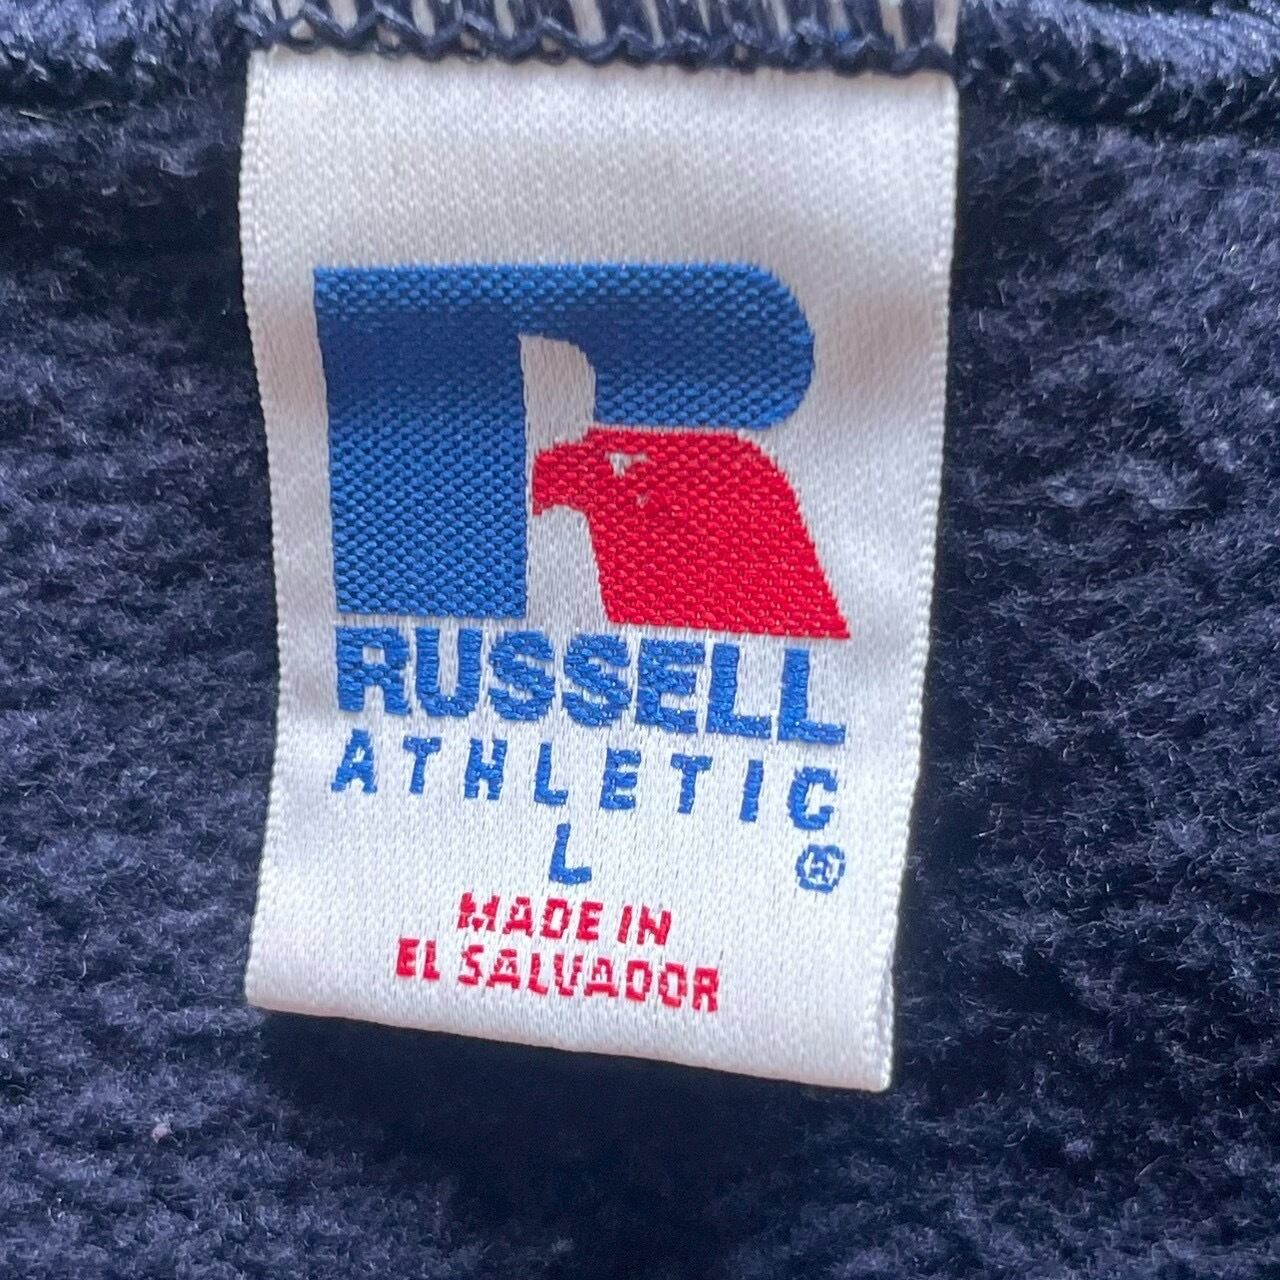 R
RUSSELL
ATHLETIC
L ®
MADE IN
EL SALVADOR